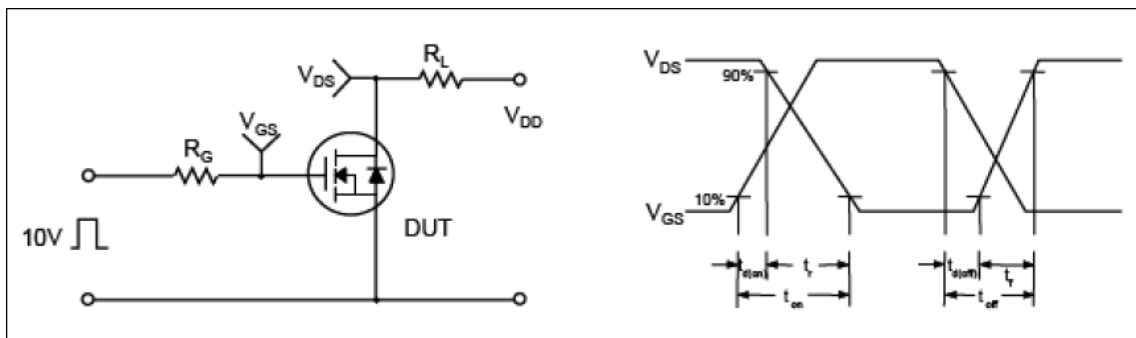 V_DS
R_L
V_DD
V_GS
R_G
10V
DUT
V_DS
90%
10%
V_GS
t_d(on)
t_r
t_on
t_d(off)
t_f
t_off